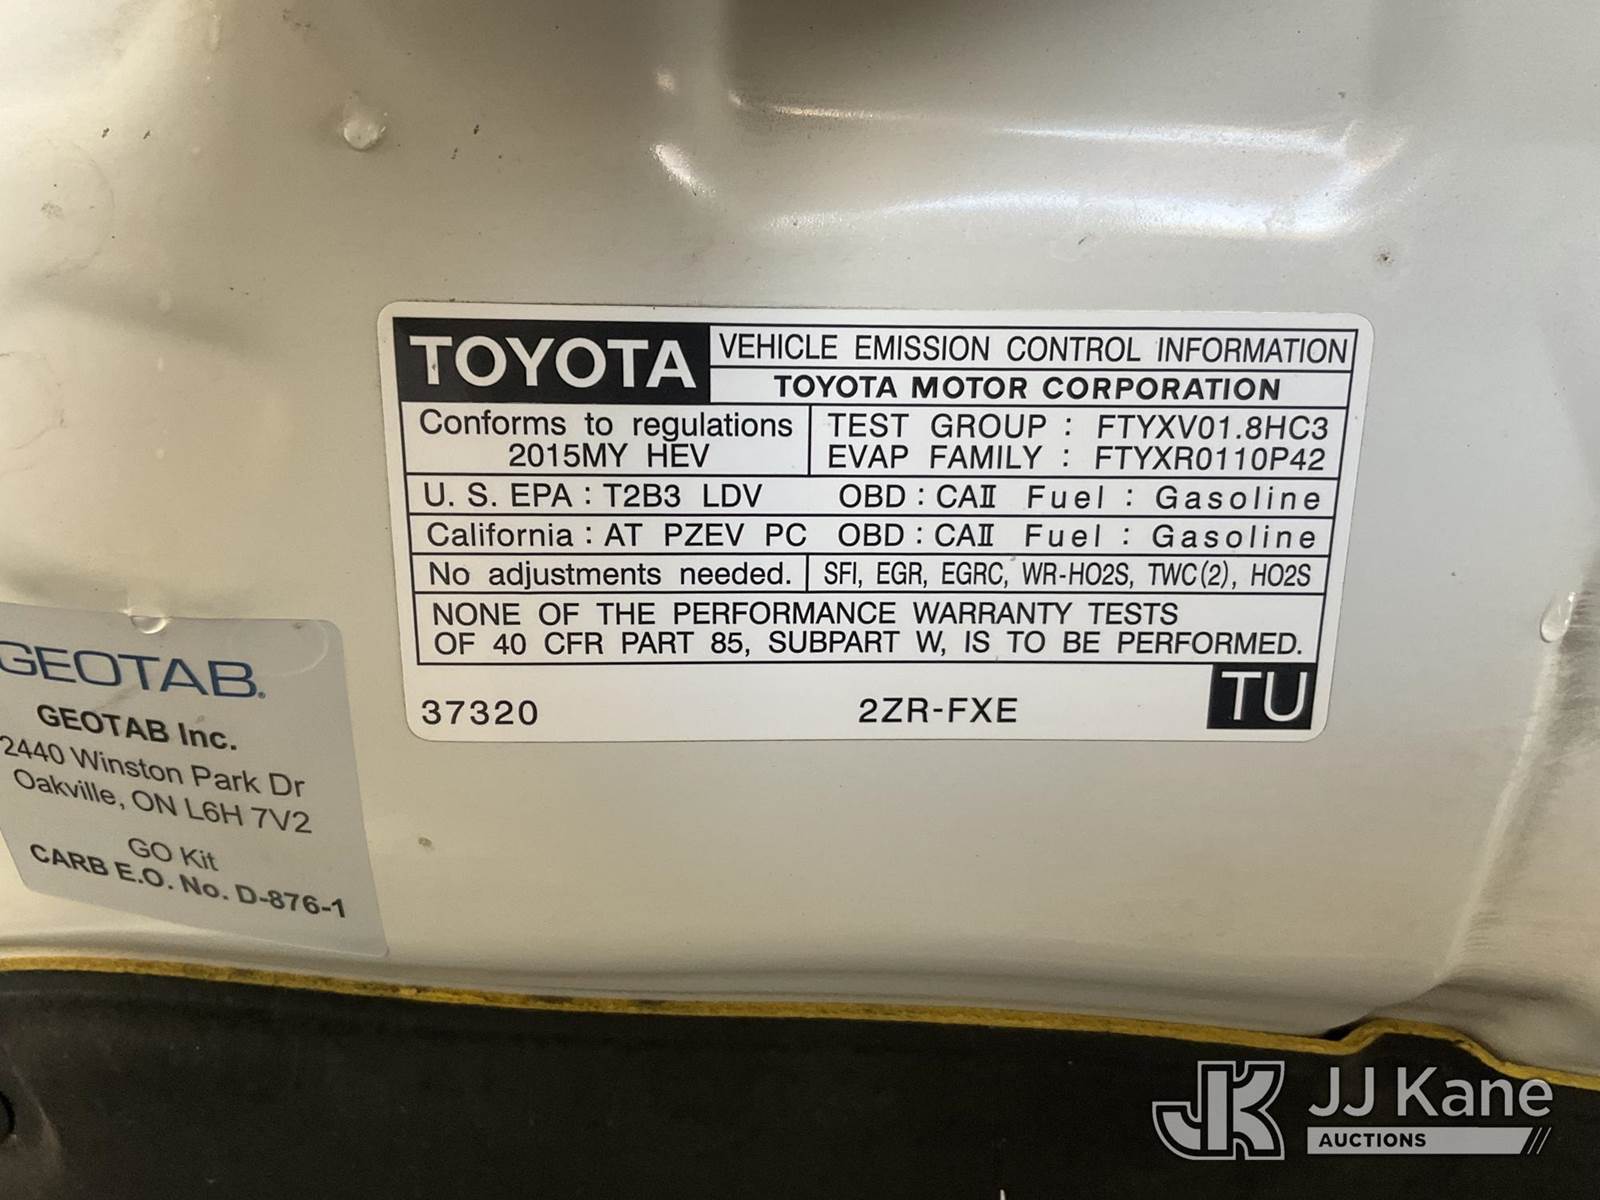 TOYOTA
VEHICLE EMISSION CONTROL INFORMATION
TOYOTA MOTOR CORPORATION
Conforms to regulations
2015MY HEV
TEST GROUP : FTYXV01.8HC3
EVAP FAMILY : FTYXR0110P42
U. S. EPA : T2B3 LDV OBD : CAII Fuel : Gasoline
California : AT PZEV PC OBD : CAII Fuel : Gasoline
No adjustments needed.
SFI, EGR, EGRC, WR-HO2S, TWC(2), HO2S
NONE OF THE PERFORMANCE WARRANTY TESTS
OF 40 CFR PART 85, SUBPART W, IS TO BE PERFORMED.
37320 2ZR-FXE TU
GEOTAB®
GEOTAB Inc.
2440 Winston Park Dr
Oakville, ON L6H 7V2
GO Kit
CARB E.O. No. D-876-1
JK JJ Kane
AUCTIONS